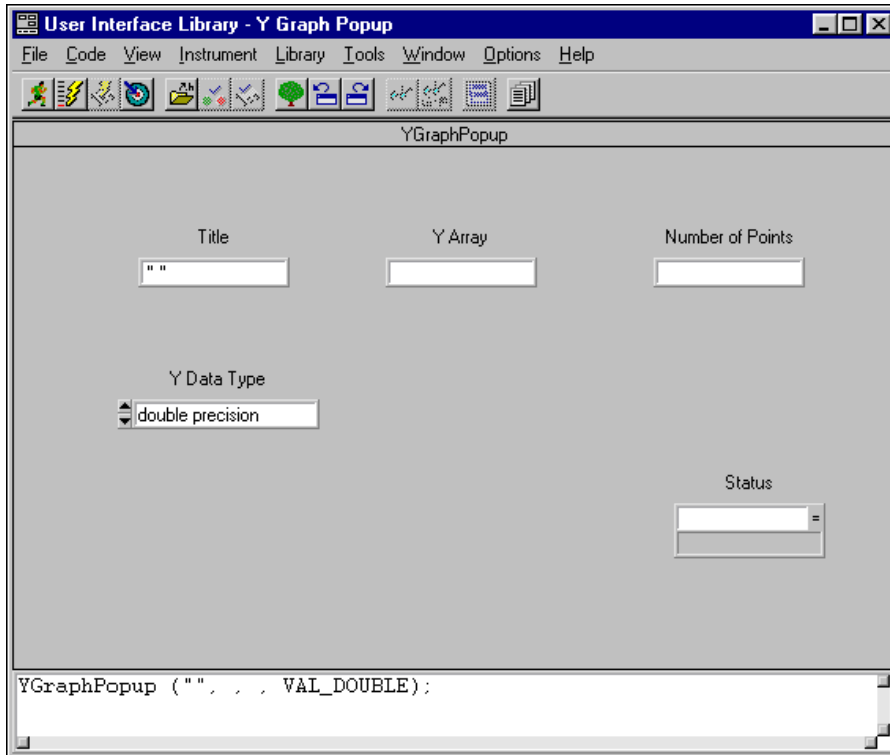 User Interface Library - Y Graph Popup
File Code View Instrument Library Tools Window Options Help
YGraphPopup
Title Y Array Number of Points
" "
Y Data Type
double precision
Status
=
YGraphPopup ("", , , VAL_DOUBLE);